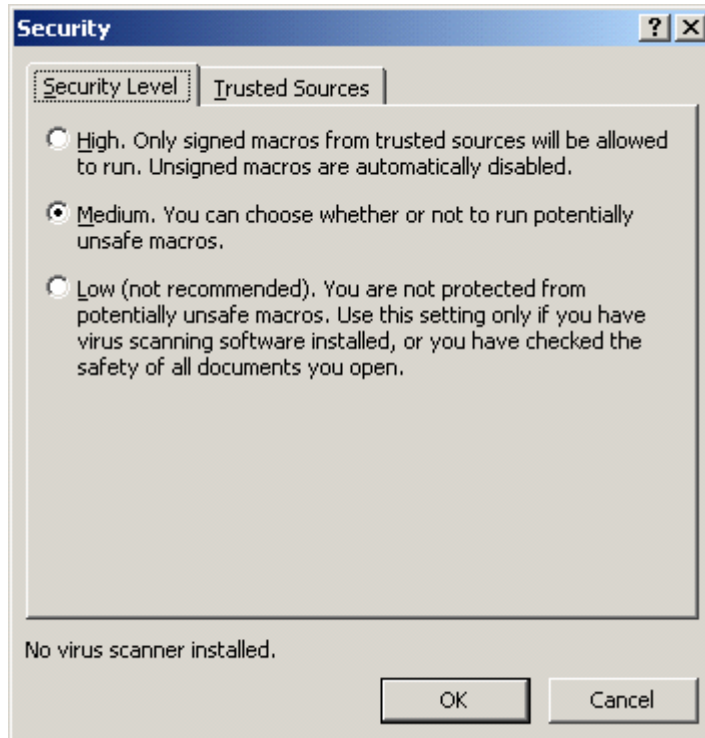 Security
Security Level
Trusted Sources
High. Only signed macros from trusted sources will be allowed
to run. Unsigned macros are automatically disabled.
Medium. You can choose whether or not to run potentially
unsafe macros.
Low (not recommended). You are not protected from
potentially unsafe macros. Use this setting only if you have
virus scanning software installed, or you have checked the
safety of all documents you open.
No virus scanner installed.
OK
Cancel